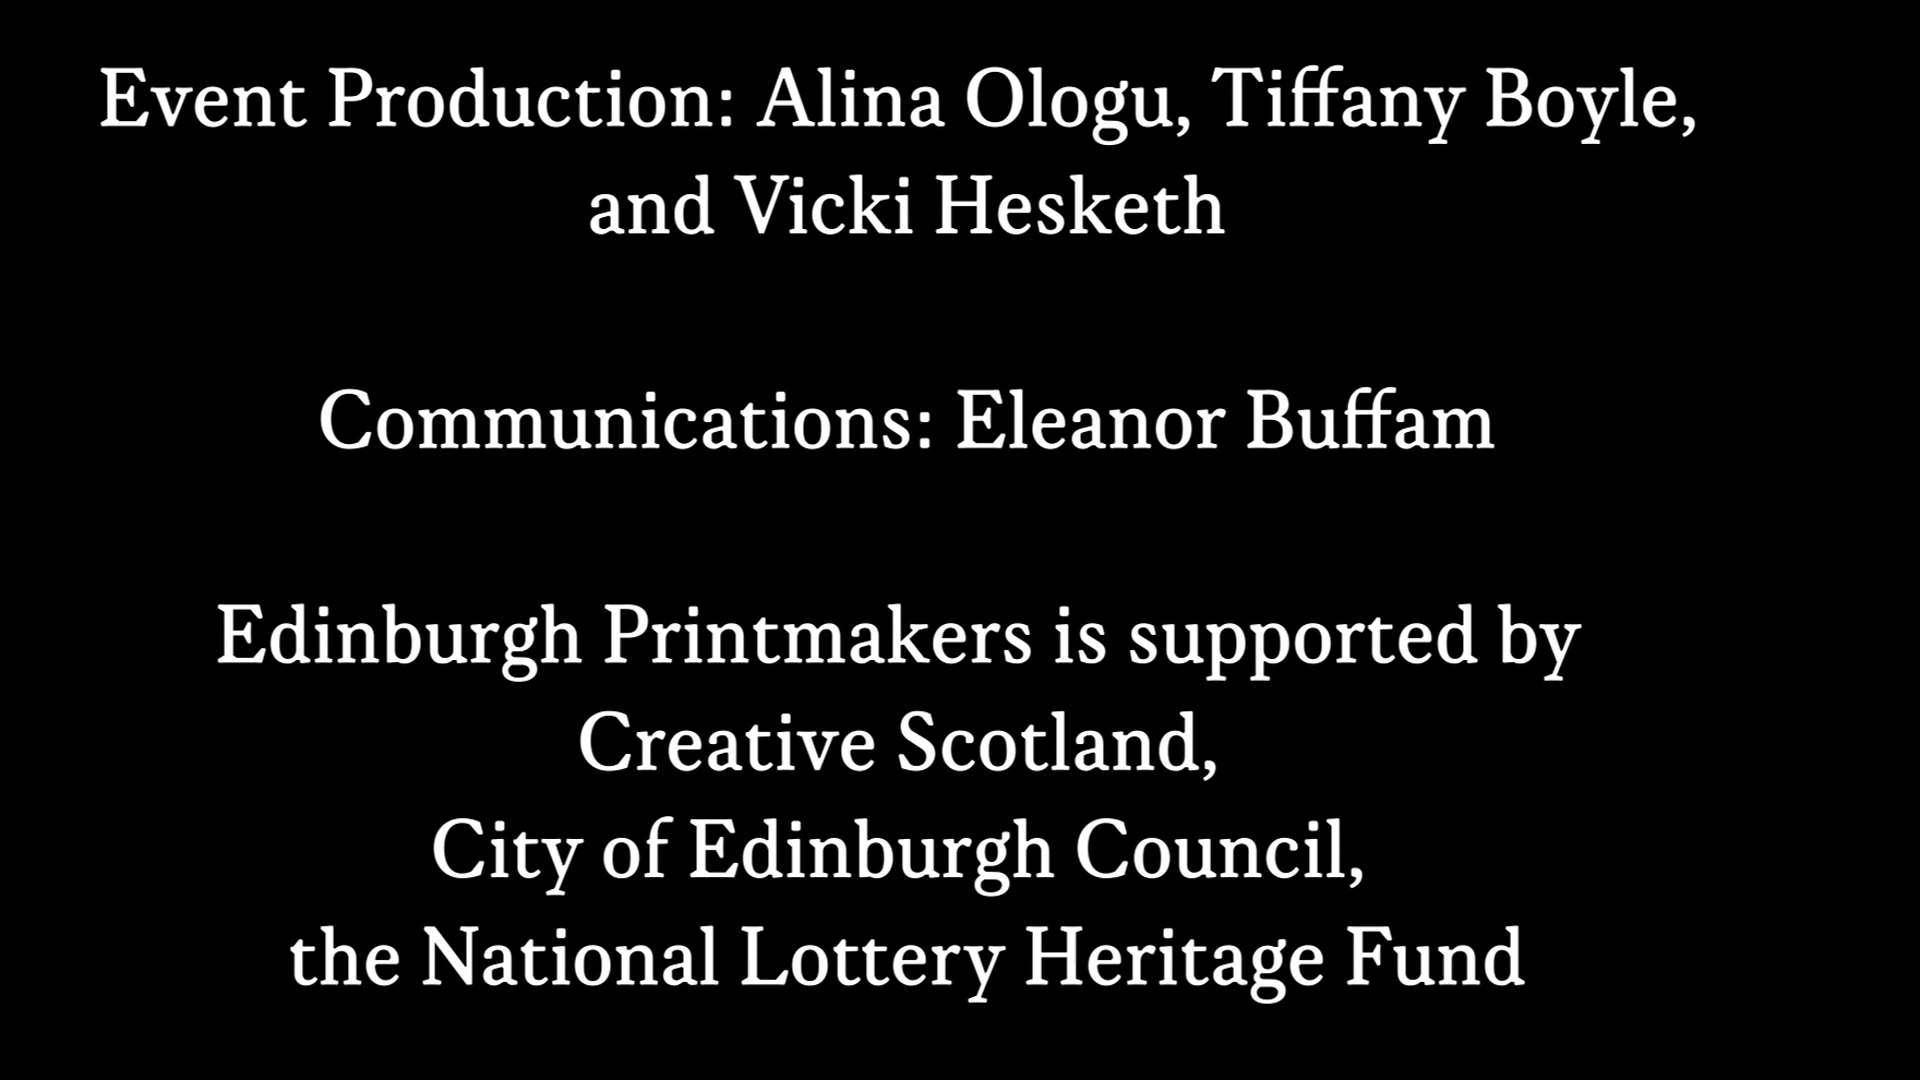 Event Production: Alina Ologu, Tiffany Boyle,
and Vicki Hesketh
Communications: Eleanor Buffam
Edinburgh Printmakers is supported by
Creative Scotland,
City of Edinburgh Council,
the National Lottery Heritage Fund